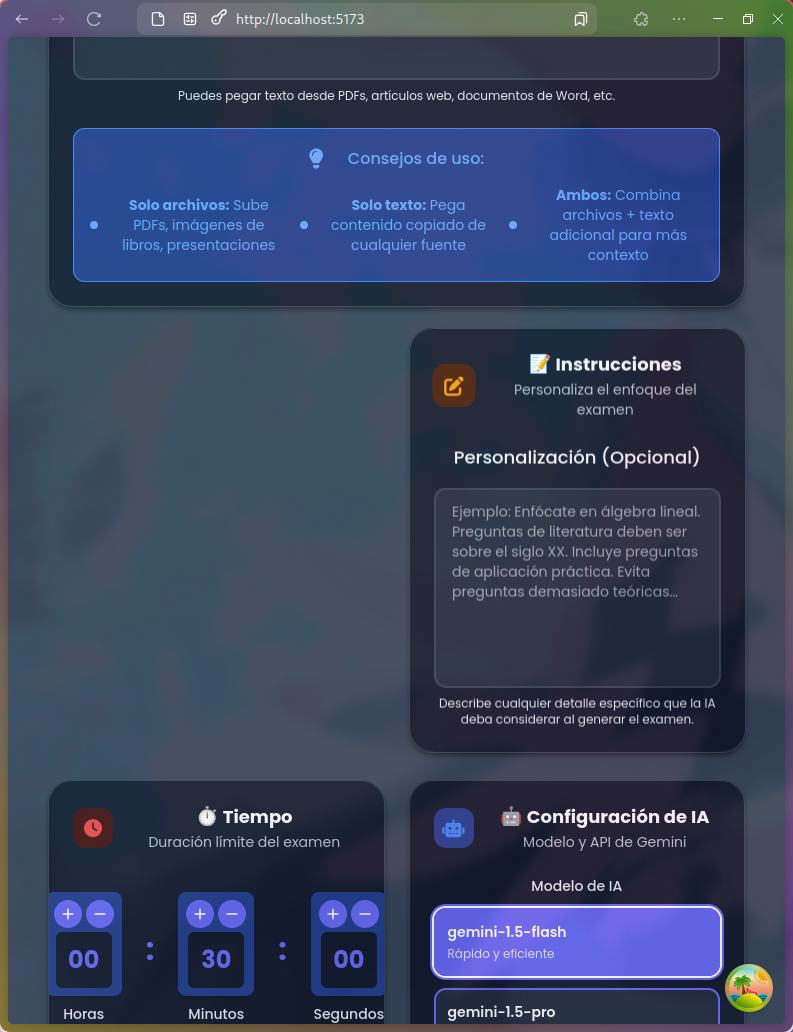 http://localhost:5173
Puedes pegar texto desde PDFs, artículos web, documentos de Word, etc.
Consejos de uso:
Solo archivos: Sube
PDFs, imágenes de
libros, presentaciones
Solo texto: Pega
contenido copiado de
cualquier fuente
Ambos: Combina
archivos + texto
adicional para más
contexto
📝 Instrucciones
Personaliza el enfoque del
examen
Personalización (Opcional)
Ejemplo: Enfócate en álgebra lineal.
Preguntas de literatura deben ser
sobre el siglo XX. Incluye preguntas
de aplicación práctica. Evita
preguntas demasiado teóricas...
Describe cualquier detalle específico que la IA
deba considerar al generar el examen.
⏱️ Tiempo
Duración límite del examen
+ − : + − : + −
00 30 00
Horas Minutos Segundos
🤖 Configuración de IA
Modelo y API de Gemini
Modelo de IA
gemini-1.5-flash
Rápido y eficiente
gemini-1.5-pro